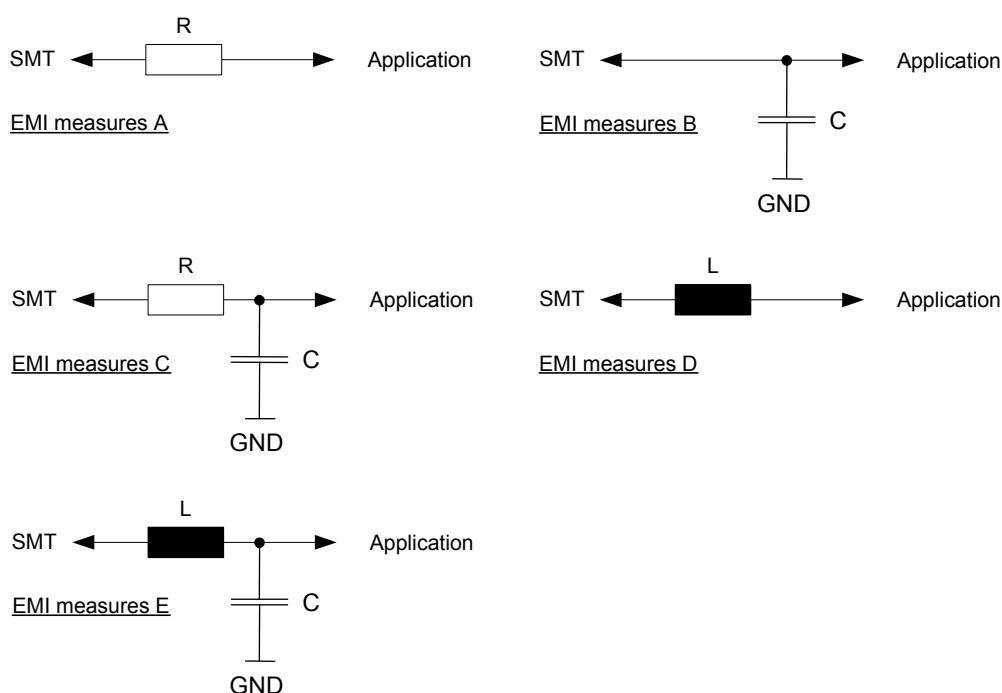 R
SMT Application
EMI measures A
SMT Application
C
EMI measures B
GND
R
SMT Application
C
EMI measures C
GND
L
SMT Application
EMI measures D
L
SMT Application
C
EMI measures E
GND